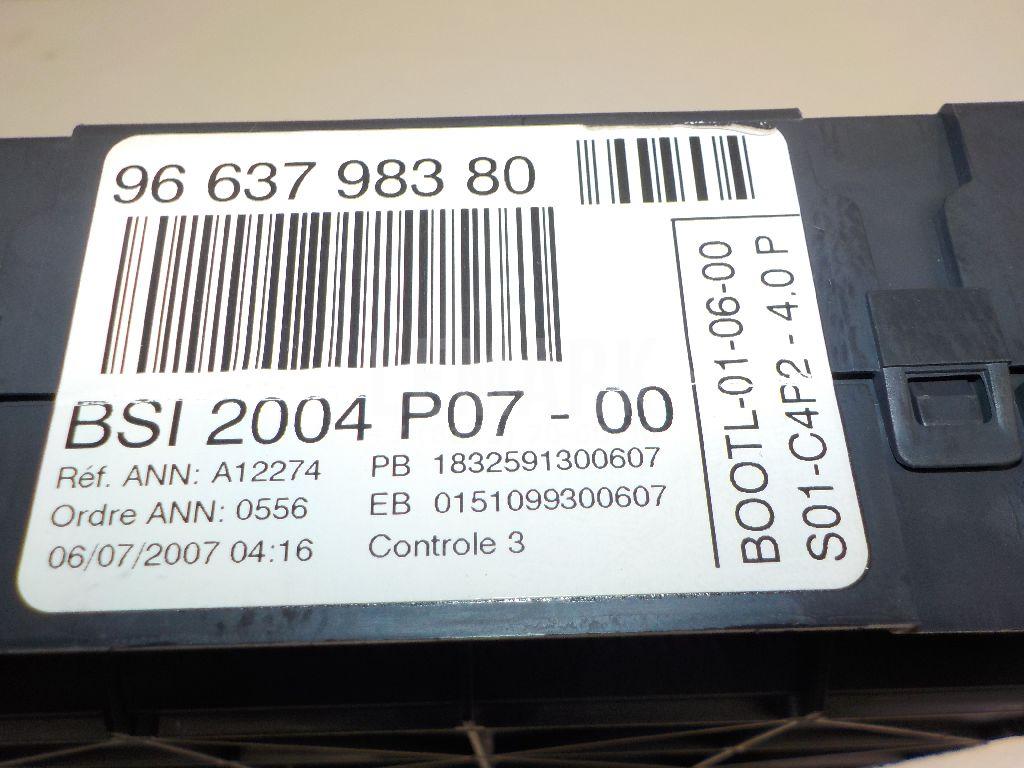 96 637 983 80
BSI 2004 P07 - 00
Réf. ANN: A12274 PB 1832591300607
Ordre ANN: 0556 EB 0151099300607
06/07/2007 04:16 Controle 3
BOOTL-01-06-00
S01-C4P2 - 4.0 P